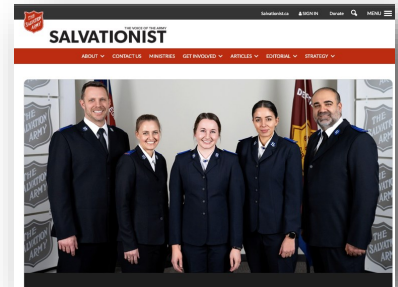 Salvationist.ca SIGN IN Donate MENU
THE VOICE OF THE ARMY
SALVATIONIST
ABOUT CONTACT US MINISTRIES GET INVOLVED ARTICLES EDITORIAL STRATEGY
THE
SALVATION
ARMY
THE
SALVATION
ARMY